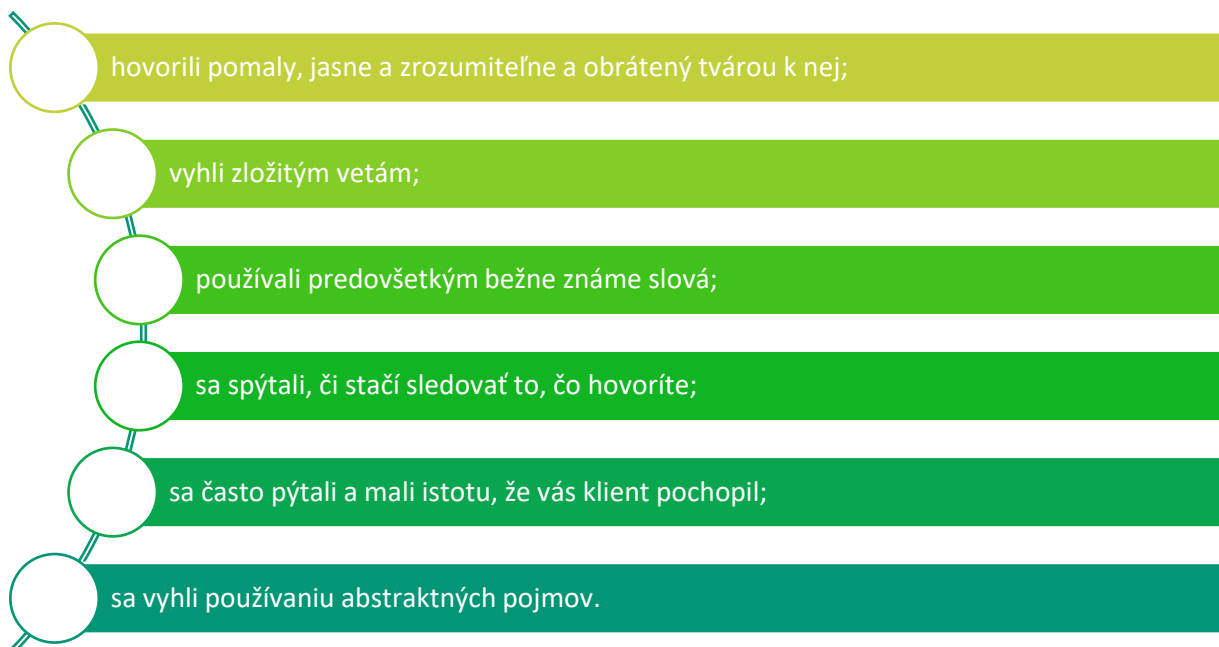 hovorili pomaly, jasne a zrozumiteľne a obrátený tvárou k nej;
vyhli zložitým vetám;
používali predovšetkým bežne známe slová;
sa spýtali, či stačí sledovať to, čo hovoríte;
sa často pýtali a mali istotu, že vás klient pochopil;
sa vyhli používaniu abstraktných pojmov.